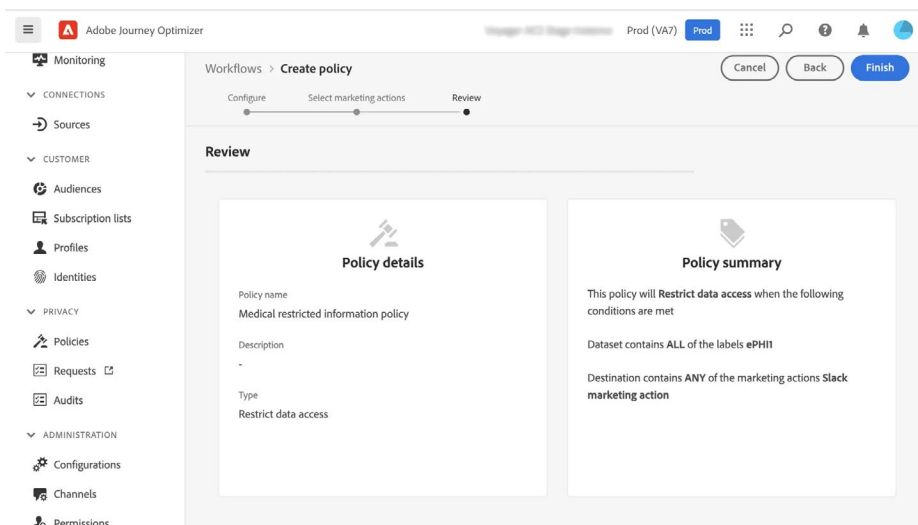 Adobe Journey Optimizer
Prod (VA7)
Prod
Monitoring
CONNECTIONS
Sources
CUSTOMER
Audiences
Subscription lists
Profiles
Identities
PRIVACY
Policies
Requests
Audits
ADMINISTRATION
Configurations
Channels
Permissions
Workflows > Create policy
Cancel
Back
Finish
Configure
Select marketing actions
Review
Review
Policy details
Policy name
Medical restricted information policy
Description
-
Type
Restrict data access
Policy summary
This policy will Restrict data access when the following
conditions are met
Dataset contains ALL of the labels ePHI1
Destination contains ANY of the marketing actions Slack
marketing action